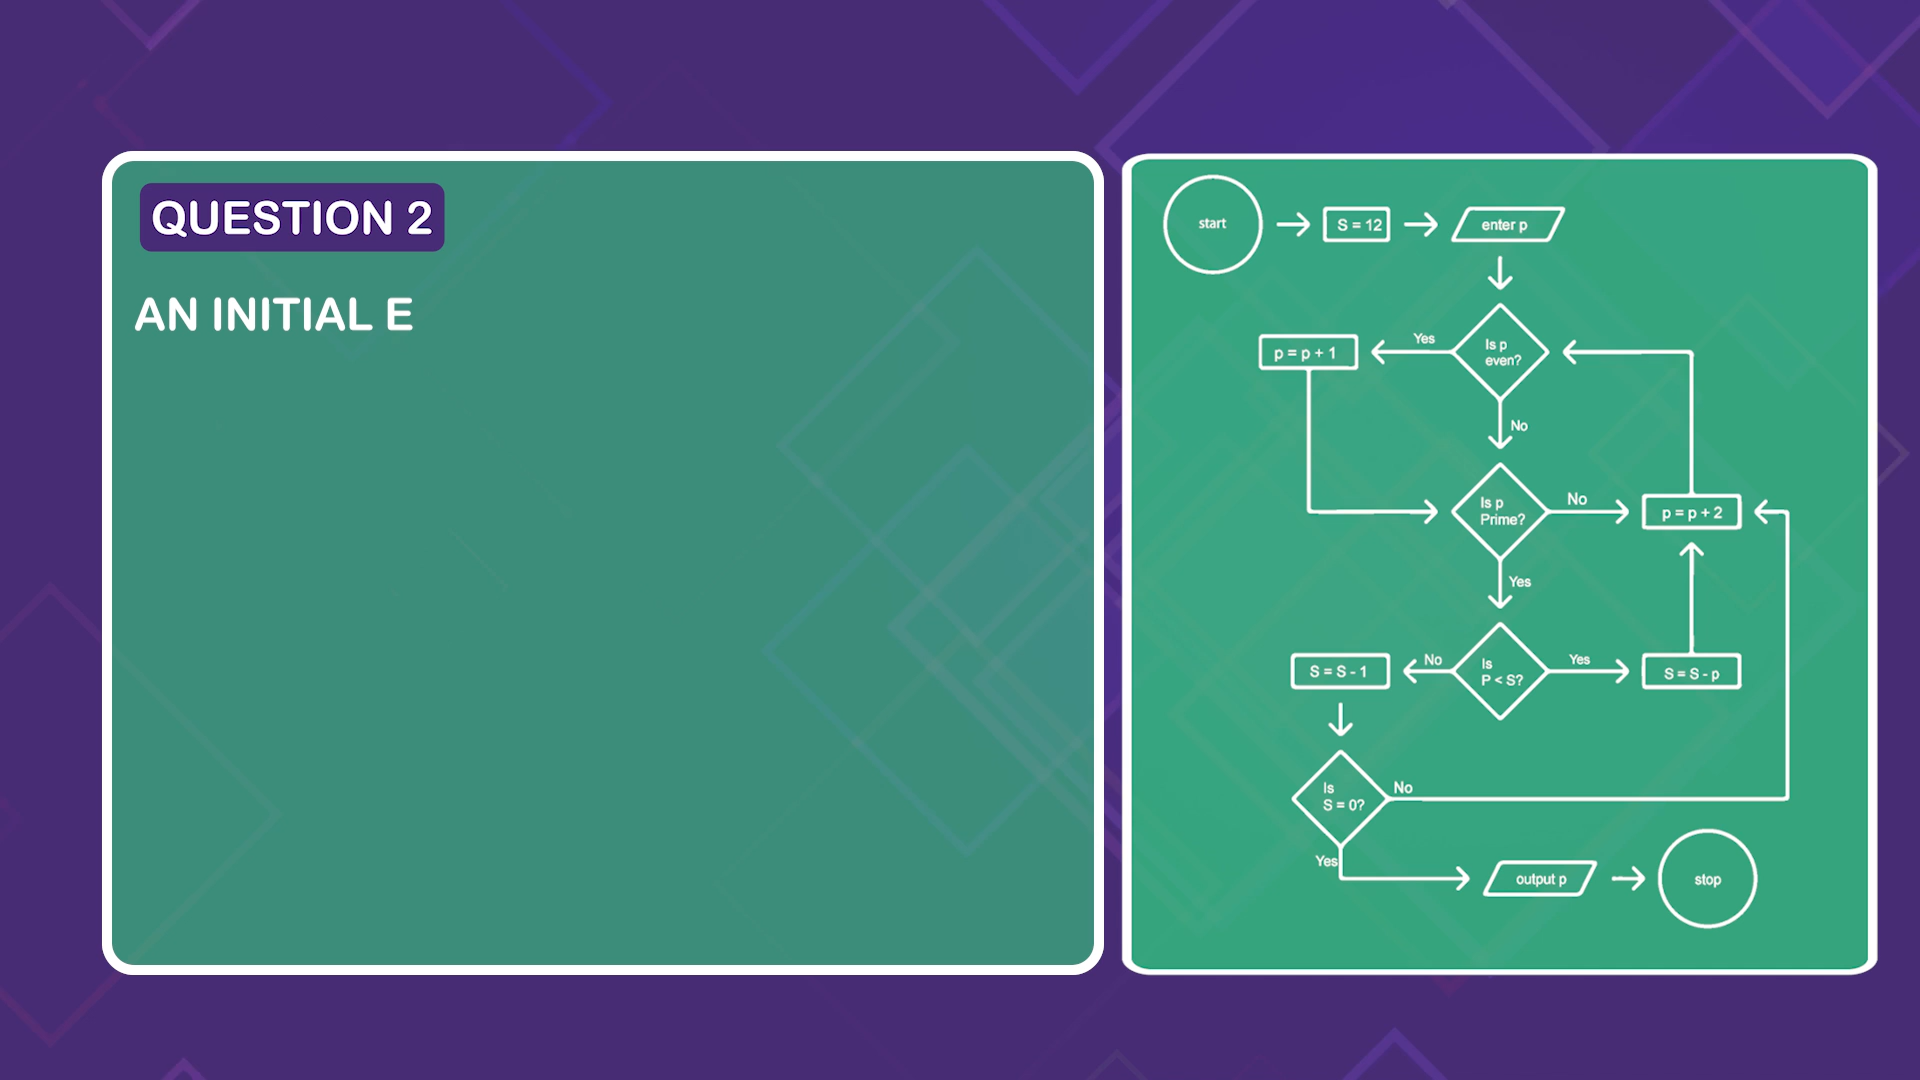 QUESTION 2
AN INITIAL E
start
S = 12
enter p
p = p + 1
Yes
Is p
even?
No
Is p
Prime?
No
p = p + 2
Yes
S = S - 1
No
Is
P < S?
Yes
S = S - p
Is
S = 0?
No
Yes
output p
stop